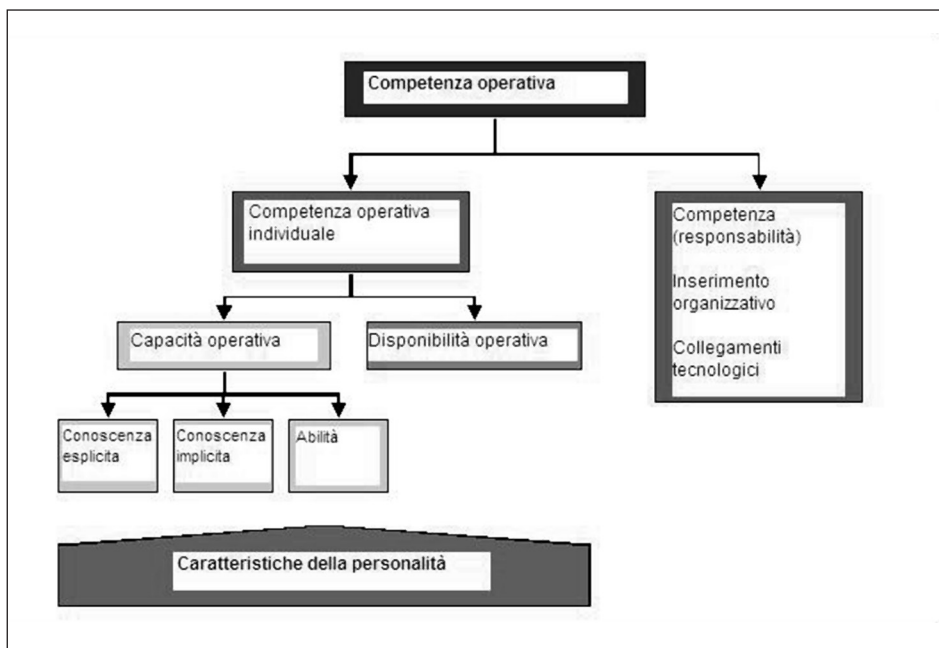 Competenza operativa
Competenza operativa
individuale
Competenza
(responsabilità)
Inserimento
organizzativo
Collegamenti
tecnologici
Capacità operativa
Disponibilità operativa
Conoscenza
esplicita
Conoscenza
implicita
Abilità
Caratteristiche della personalità